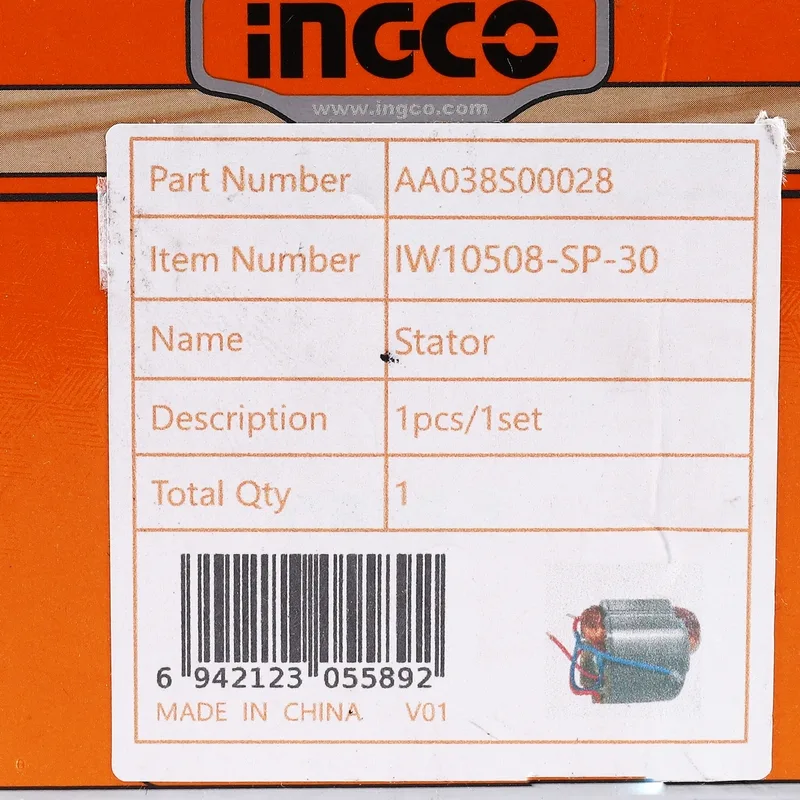 INGCO
www.ingco.com
Part Number AA038S00028
Item Number IW10508-SP-30
Name Stator
Description 1pcs/1set
Total Qty 1
6 942123 055892
MADE IN CHINA V01